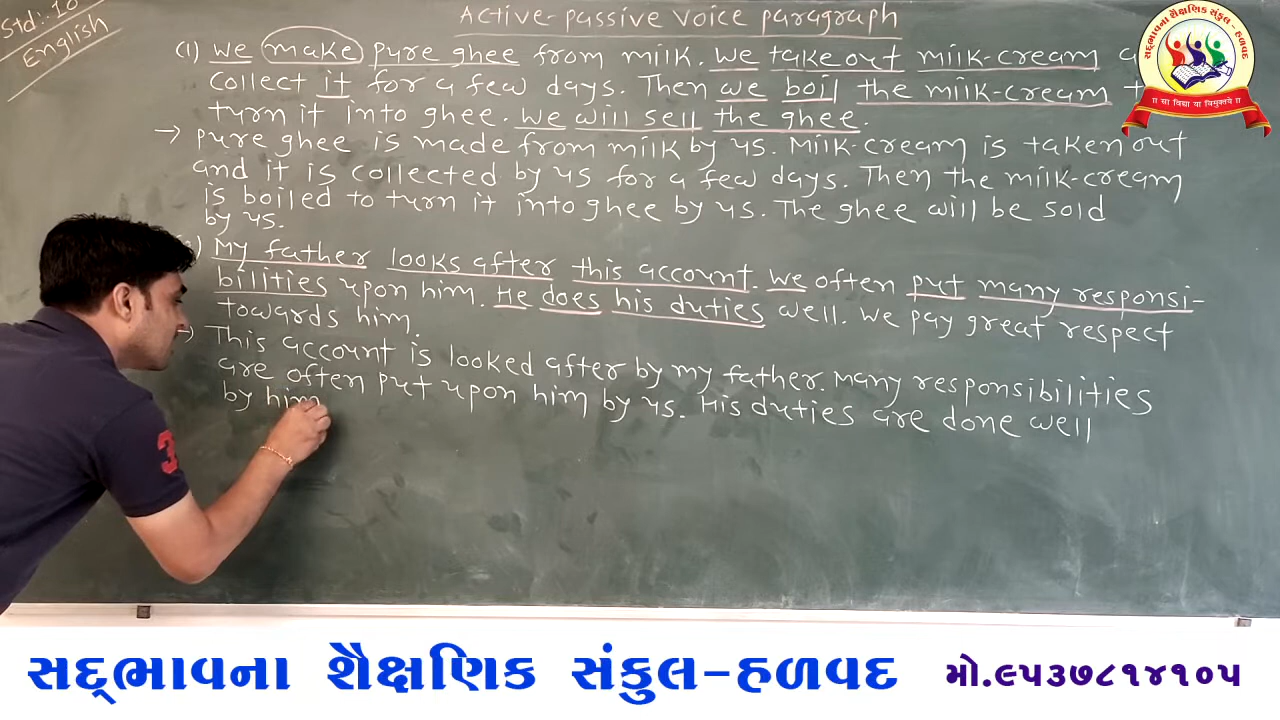 Std:-10
English
Active-passive voice paragraph
(1) We make pure ghee from milk. We take out milk-cream a
collect it for a few days. Then we boil the milk-cream t
turn it into ghee. We will sell the ghee.
→ Pure ghee is made from milk by us. Milk-cream is taken out
and it is collected by us for a few days. Then the milk-cream
is boiled to turn it into ghee by us. The ghee will be sold
by us.
) My father looks after this account. We often put many responsi-
bilities upon him. He does his duties well. We pay great respect
towards him.
→ This account is looked after by my father. Many responsibilities
are often put upon him by us. His duties are done well
by him
સદ્ભાવના શૈક્ષણિક સંકુલ - હળવદ
॥ સા વિદ્યા યા વિમુક્તયે ॥
સદ્ભાવના શૈક્ષણિક સંકુલ-હળવદ મો.૯૫૩૭૮૧૪૧૦૫